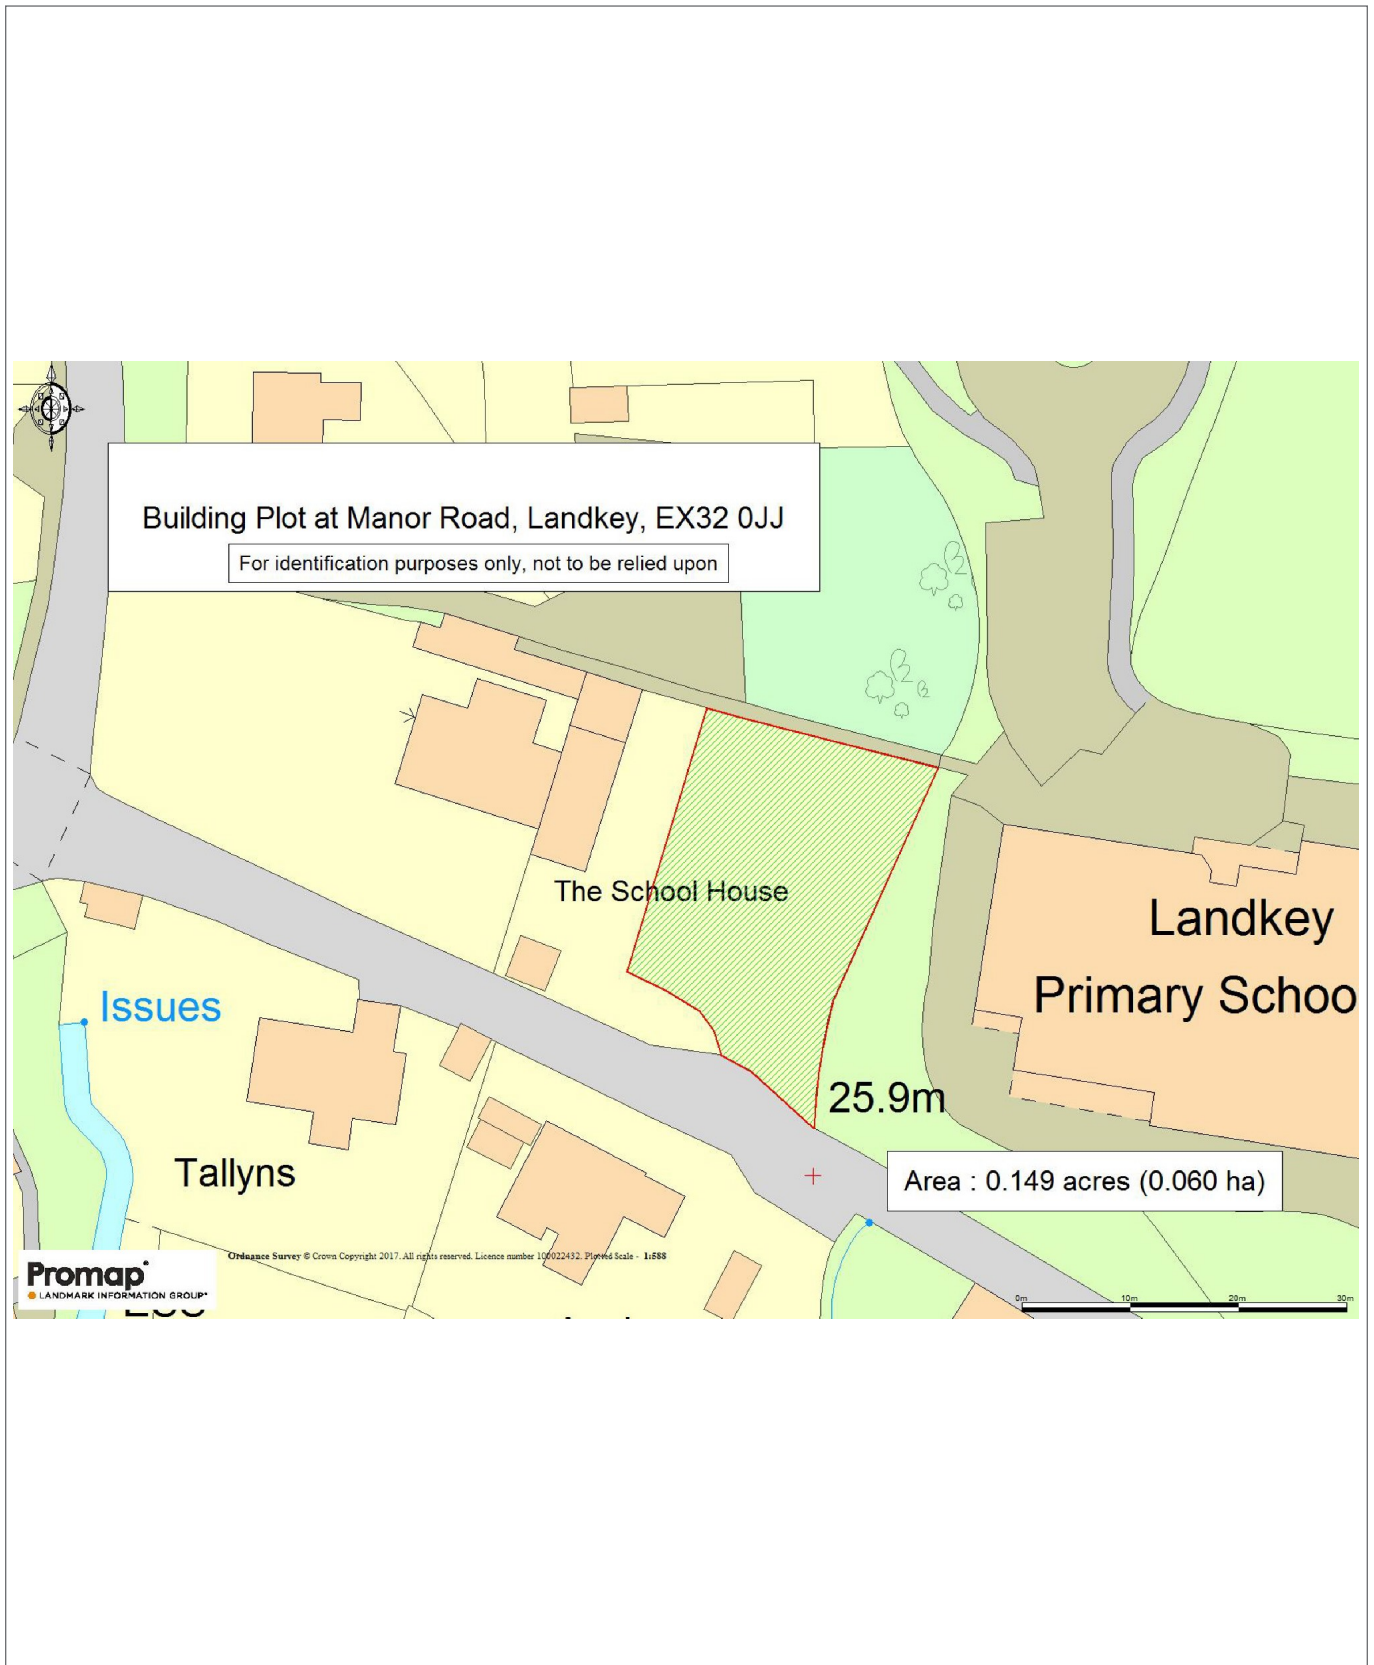 Building Plot at Manor Road, Landkey, EX32 0JJ
For identification purposes only, not to be relied upon
The School House
Landkey
Primary Schoo
Issues
25.9m
Tallyns
Area : 0.149 acres (0.060 ha)
Ordnance Survey © Crown Copyright 2017. All rights reserved. Licence number 100022432. Plotted Scale - 1:588
Promap
LANDMARK INFORMATION GROUP
0m 10m 20m 30m